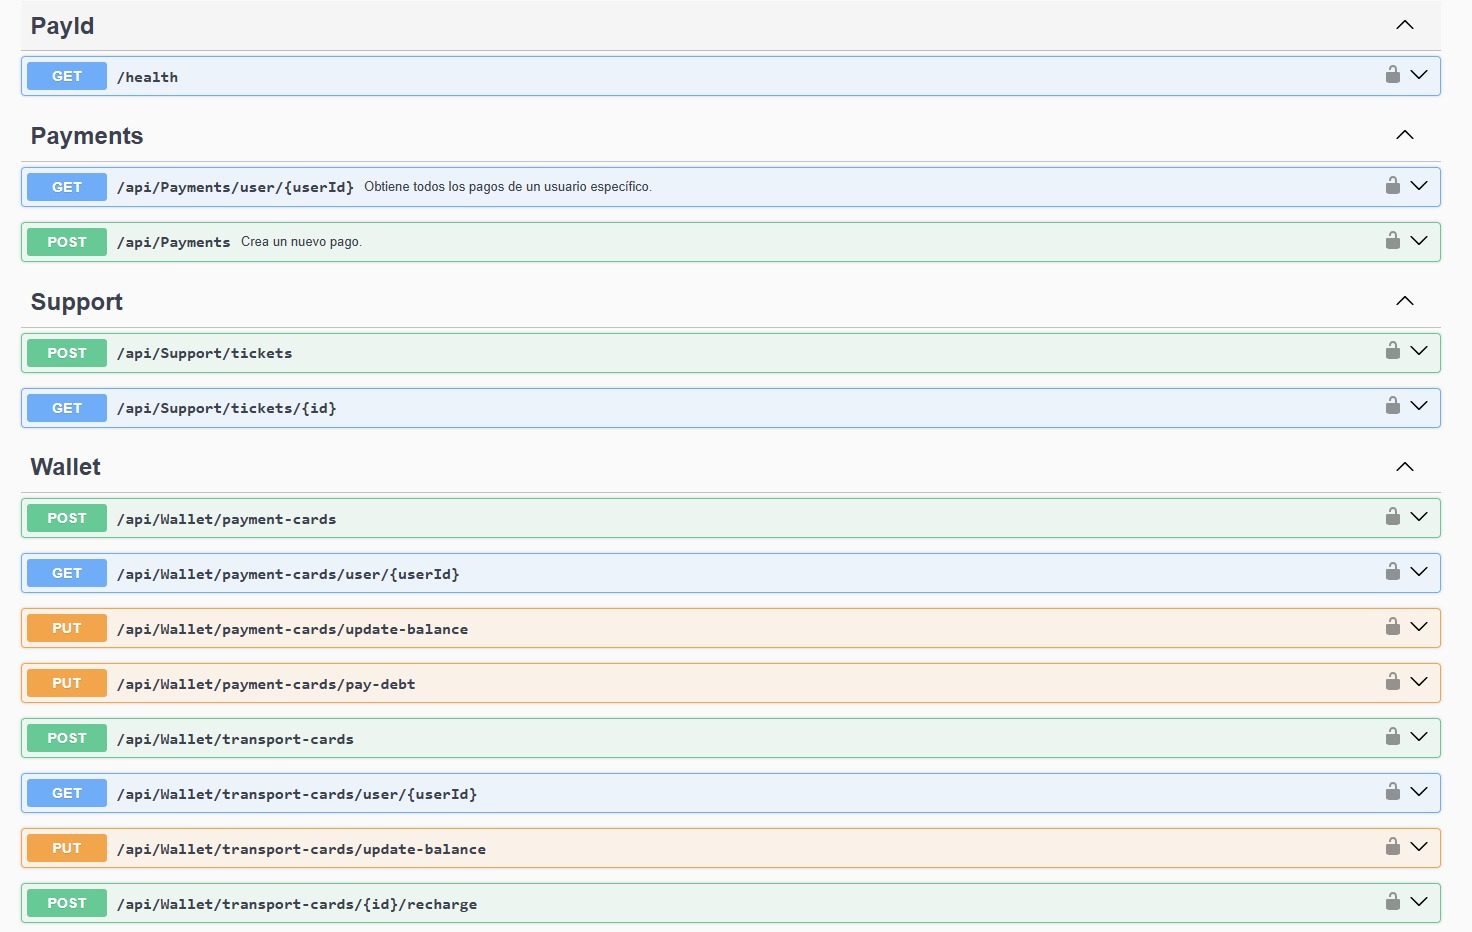 PayId
GET /health
Payments
GET /api/Payments/user/{userId} Obtiene todos los pagos de un usuario específico.
POST /api/Payments Crea un nuevo pago.
Support
POST /api/Support/tickets
GET /api/Support/tickets/{id}
Wallet
POST /api/Wallet/payment-cards
GET /api/Wallet/payment-cards/user/{userId}
PUT /api/Wallet/payment-cards/update-balance
PUT /api/Wallet/payment-cards/pay-debt
POST /api/Wallet/transport-cards
GET /api/Wallet/transport-cards/user/{userId}
PUT /api/Wallet/transport-cards/update-balance
POST /api/Wallet/transport-cards/{id}/recharge